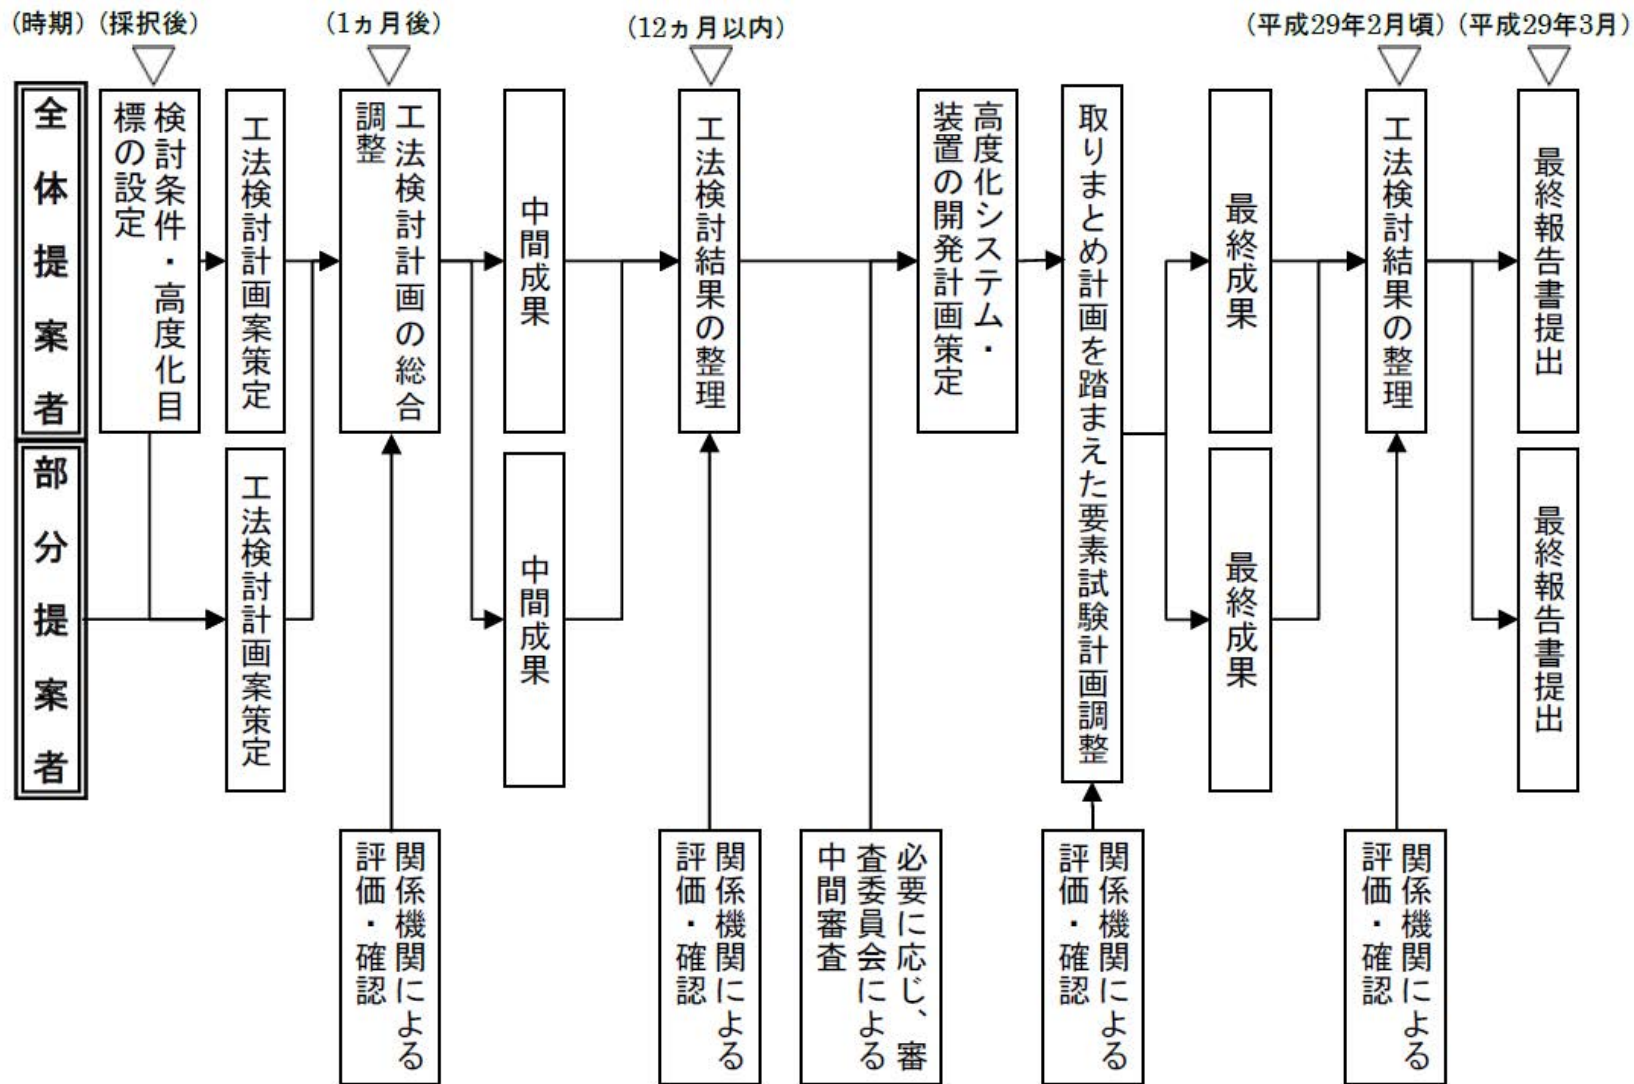 (時期)
(採択後)
(1ヵ月後)
(12ヵ月以内)
(平成29年2月頃)
(平成29年3月)
全体提案者
検討条件・高度化目
標の設定
工法検討計画案策定
工法検討計画の総合
調整
中間成果
工法検討結果の整理
高度化システム・
装置の開発計画策定
取りまとめ計画を踏まえた要素試験計画調整
最終成果
工法検討結果の整理
最終報告書提出
部分提案者
工法検討計画案策定
中間成果
最終成果
最終報告書提出
関係機関による
評価・確認
関係機関による
評価・確認
必要に応じ、審
査委員会による
中間審査
関係機関による
評価・確認
関係機関による
評価・確認